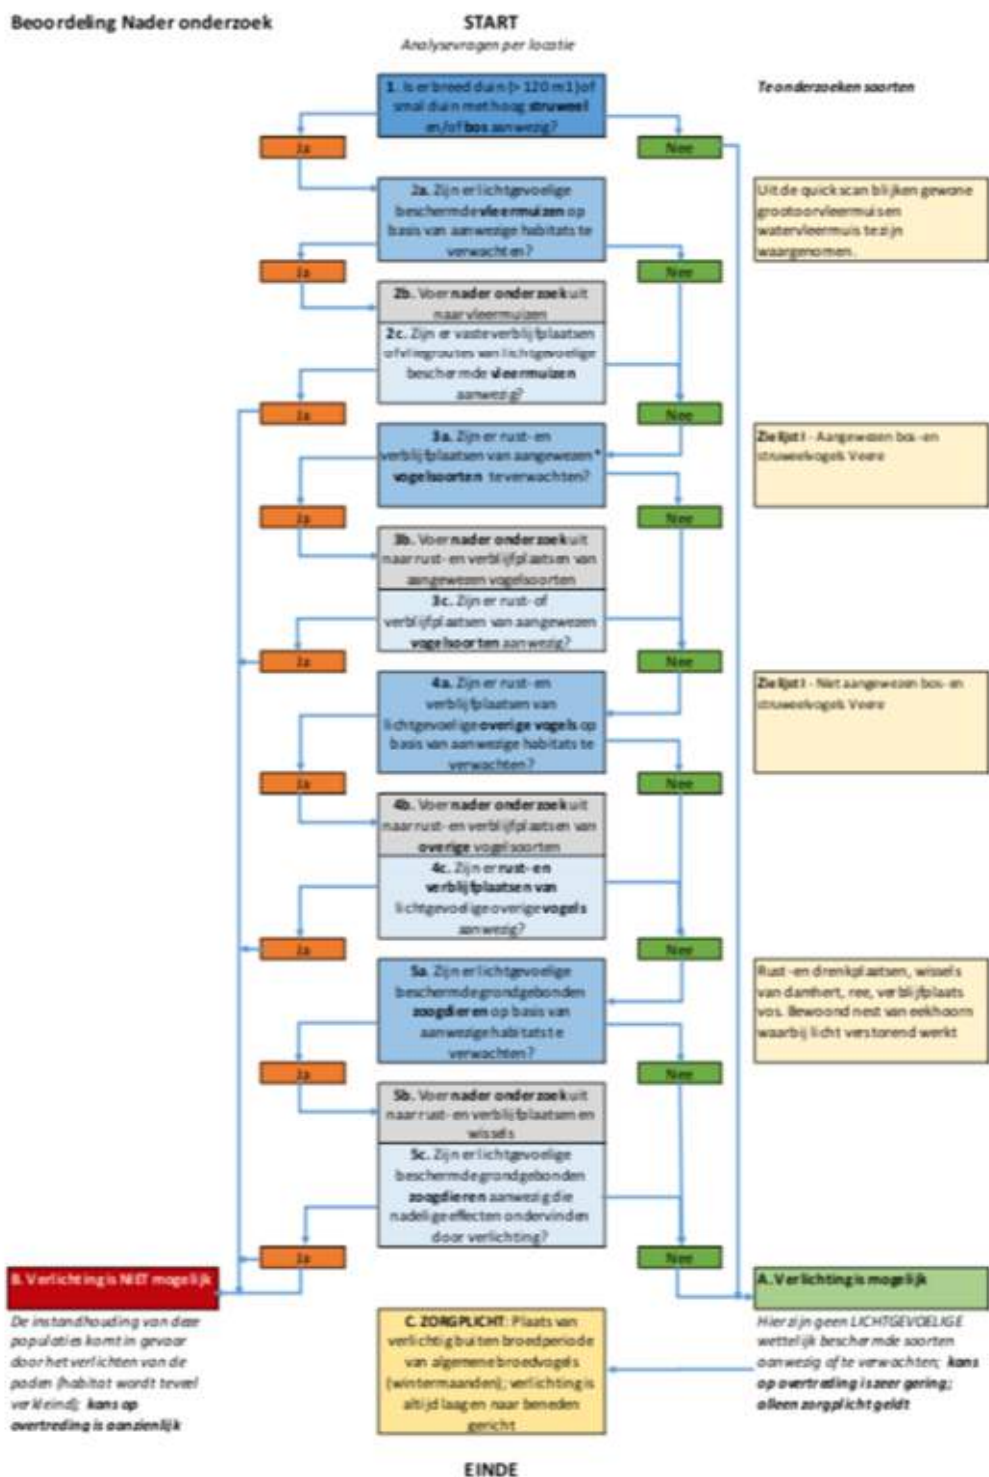 Beoordeling Nader onderzoek
START
Analysevragen per locatie
Te onderzoeken soorten
1. Is er breed duin (> 120 m1) of
smal duin met hoog struweel
en/of bos aanwezig?
Ja
Nee
2a. Zijn er lichtgevoelige
beschermde vleermuizen op
basis van aanwezige habitats te
verwachten?
Uit de quickscan blijken gewone
grootoorvleermuis en
watervleermuis te zijn
waargenomen.
Ja
Nee
2b. Voer nader onderzoek uit
naar vleermuizen
2c. Zijn er vaste verblijfplaatsen
of vliegroutes van lichtgevoelige
beschermde vleermuizen
aanwezig?
Ja
Nee
3a. Zijn er rust- en
verblijfplaatsen van aangewezen*
vogelsoorten te verwachten?
Zie lijst I - Aangewezen bos- en
struweelvogels Veere
Ja
Nee
3b. Voer nader onderzoek uit
naar rust- en verblijfplaatsen van
aangewezen vogelsoorten
3c. Zijn er rust- of
verblijfplaatsen van aangewezen
vogelsoorten aanwezig?
Ja
Nee
4a. Zijn er rust- en
verblijfplaatsen van
lichtgevoelige overige vogels op
basis van aanwezige habitats te
verwachten?
Zie lijst I - Niet aangewezen bos- en
struweelvogels Veere
Ja
Nee
4b. Voer nader onderzoek uit
naar rust- en verblijfplaatsen van
overige vogelsoorten
4c. Zijn er rust- en
verblijfplaatsen van
lichtgevoelige overige vogels
aanwezig?
Ja
Nee
5a. Zijn er lichtgevoelige
beschermde grondgebonden
zoogdieren op basis van
aanwezige habitats te
verwachten?
Rust- en drenkplaatsen, wissels
van damhert, ree, verblijfplaats
vos. Bewoond nest van eekhoorn
waarbij licht verstorend werkt
Ja
Nee
5b. Voer nader onderzoek uit
naar rust- en verblijfplaatsen en
wissels
5c. Zijn er lichtgevoelige
beschermde grondgebonden
zoogdieren aanwezig die
nadelige effecten ondervinden
door verlichting?
Ja
Nee
B. Verlichting is NIET mogelijk
De instandhouding van deze
populaties komt in gevaar
door het verlichten van de
paden (habitat wordt teveel
verkleind); kans op
overtreding is aanzienlijk
C. ZORGPLICHT: Plaats van
verlichtig buiten broedperiode
van algemene broedvogels
(wintermaanden); verlichting is
altijd laag en naar beneden
gericht
A. Verlichting is mogelijk
Hier zijn geen LICHTGEVOELIGE
wettelijk beschermde soorten
aanwezig of te verwachten; kans
op overtreding is zeer gering;
alleen zorgplicht geldt
EINDE